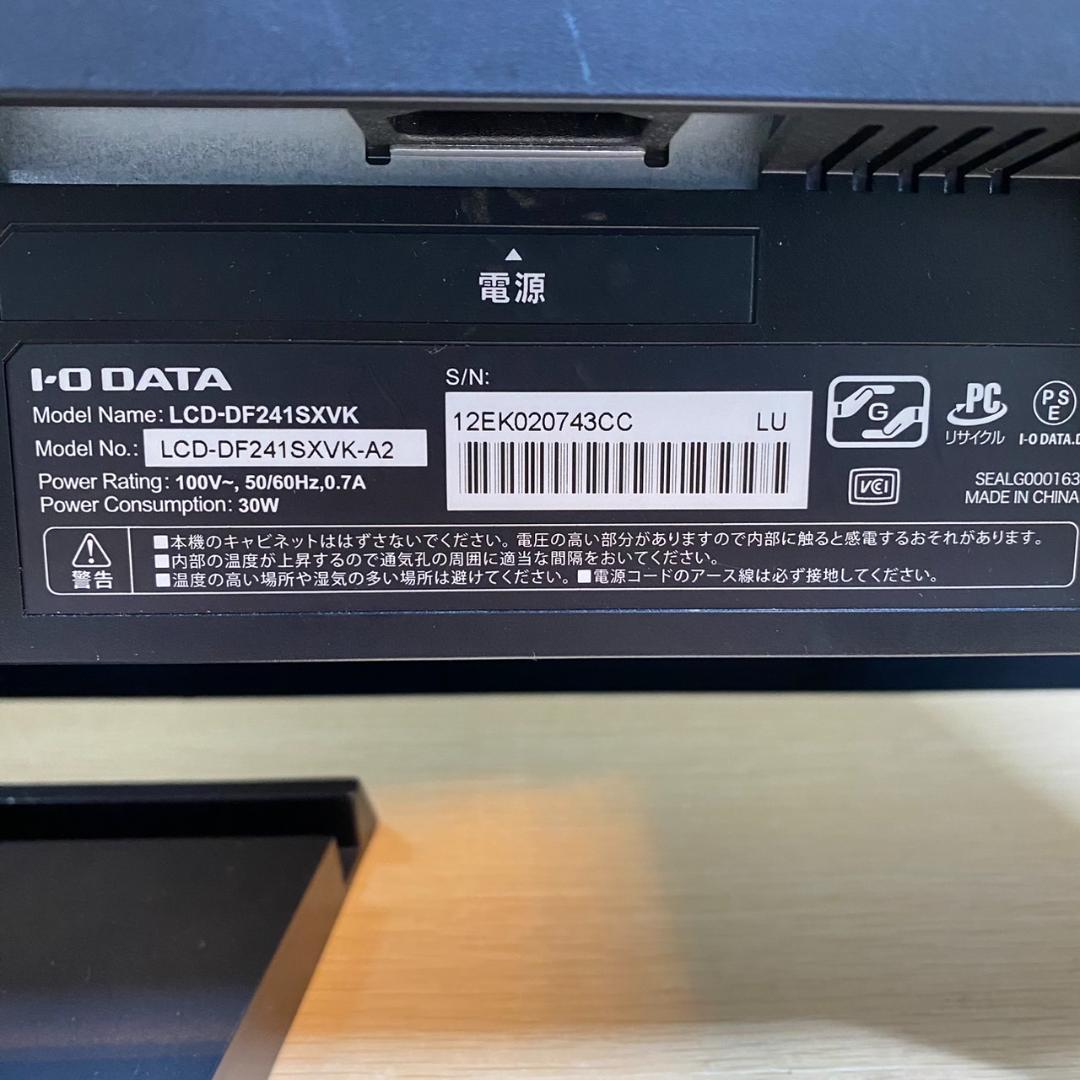 ▲
電源
I-O DATA
Model Name: LCD-DF241SXVK
Model No.: LCD-DF241SXVK-A2
Power Rating: 100V~, 50/60Hz,0.7A
Power Consumption: 30W
S/N:
12EK020743CC LU
G
PC
リサイクル
PSE
I-O DATA.D
VCI
SEALG000163
MADE IN CHINA
警告
■本機のキャビネットははずさないでください。電圧の高い部分がありますので内部に触ると感電するおそれがあります。
■内部の温度が上昇するので通気孔の周囲に適当な間隔をおいてください。
■温度の高い場所や湿気の多い場所は避けてください。■電源コードのアース線は必ず接地してください。